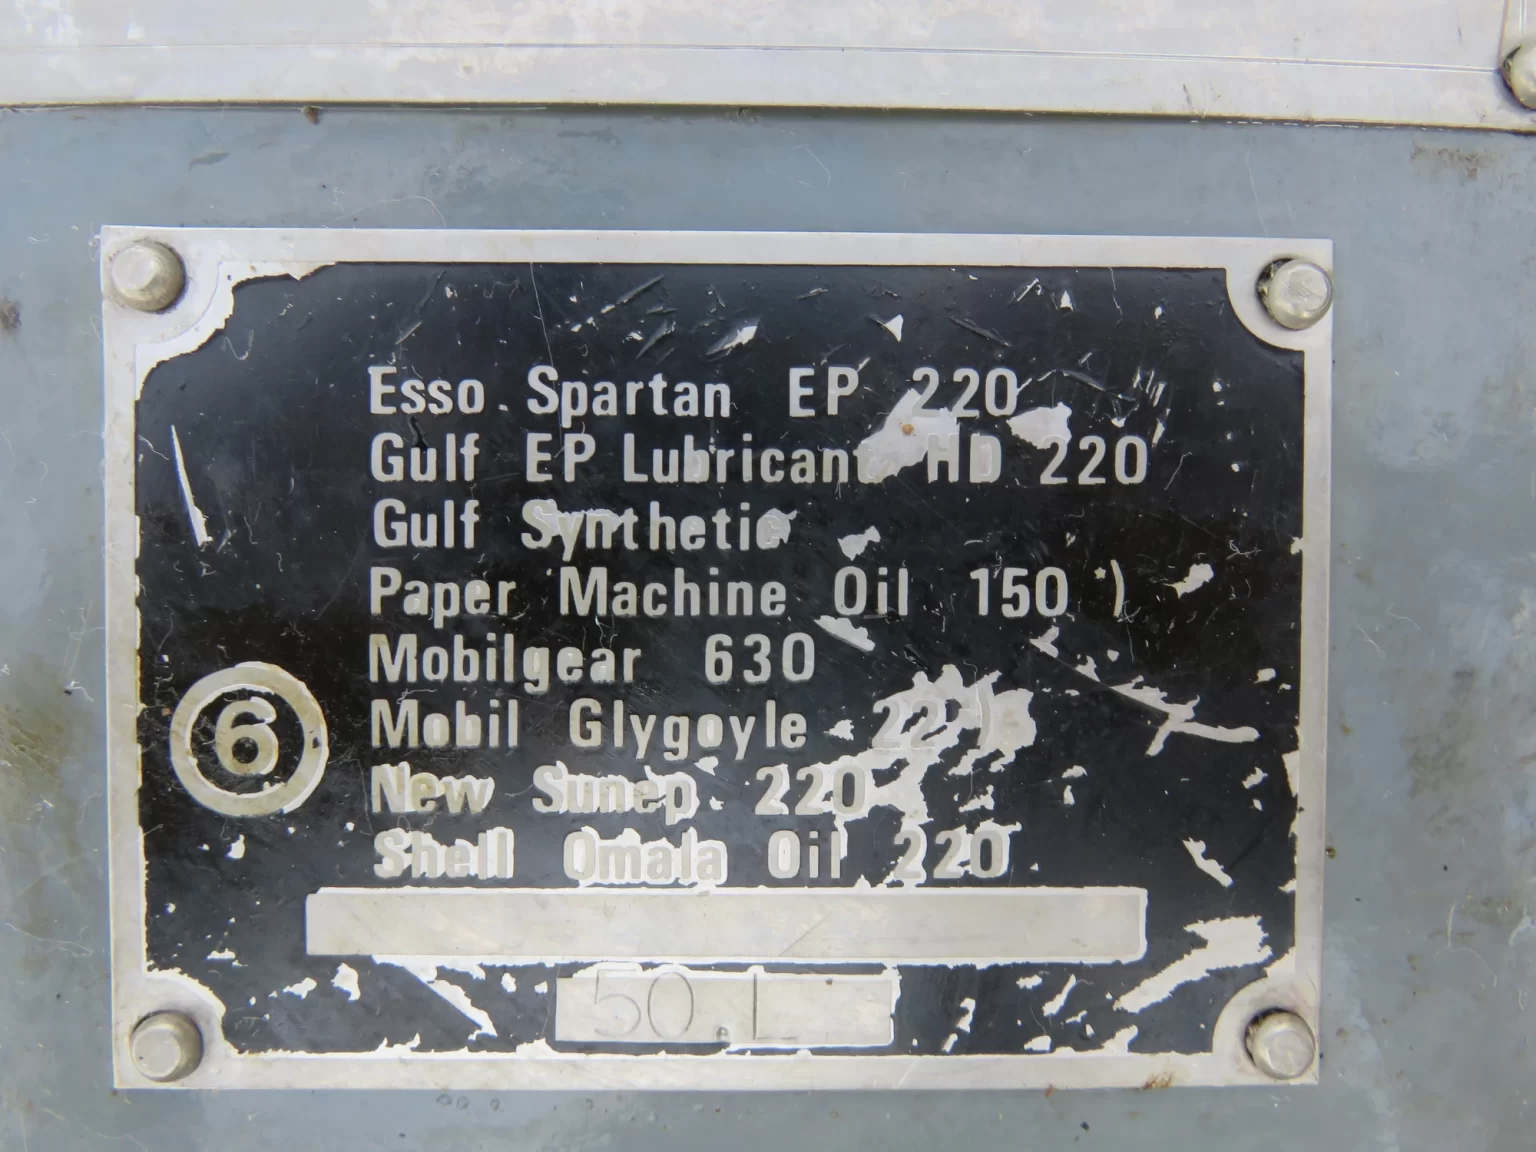 Esso Spartan EP 220
Gulf EP Lubricant HD 220
Gulf Synthetic
Paper Machine Oil 150 )
Mobilgear 630
6
Mobil Glygoyle 22 )
New Sunep 220
Shell Omala Oil 220
50 L